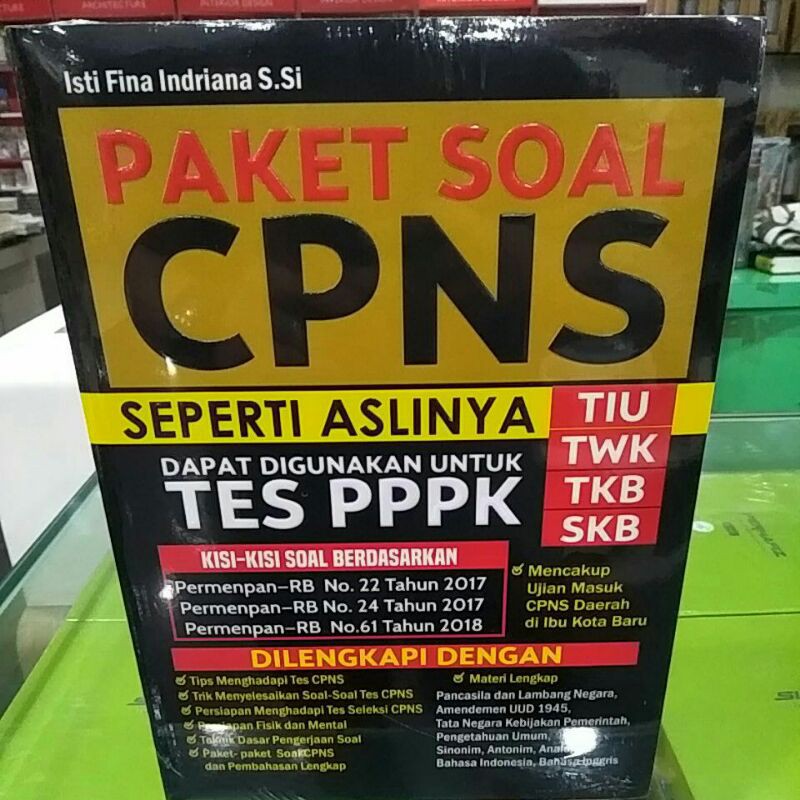 ARCHITECTURE
Isti Fina Indriana S.Si
PAKET SOAL
CPNS
SEPERTI ASLINYA
TIU
TWK
TKB
SKB
DAPAT DIGUNAKAN UNTUK
TES PPPK
KISI-KISI SOAL BERDASARKAN
Permenpan-RB No. 22 Tahun 2017
Permenpan-RB No. 24 Tahun 2017
Permenpan-RB No.61 Tahun 2018
Mencakup
Ujian Masuk
CPNS Daerah
di Ibu Kota Baru
DILENGKAPI DENGAN
Tips Menghadapi Tes CPNS
Trik Menyelesaikan Soal-Soal Tes CPNS
Persiapan Menghadapi Tes Seleksi CPNS
Persiapan Fisik dan Mental
Teknik Dasar Pengerjaan Soal
Paket- paket Soal CPNS
dan Pembahasan Lengkap
Materi Lengkap
Pancasila dan Lambang Negara,
Amendemen UUD 1945,
Tata Negara Kebijakan Pemerintah,
Pengetahuan Umum,
Sinonim, Antonim,
Bahasa Indonesia, Bahasa Inggris